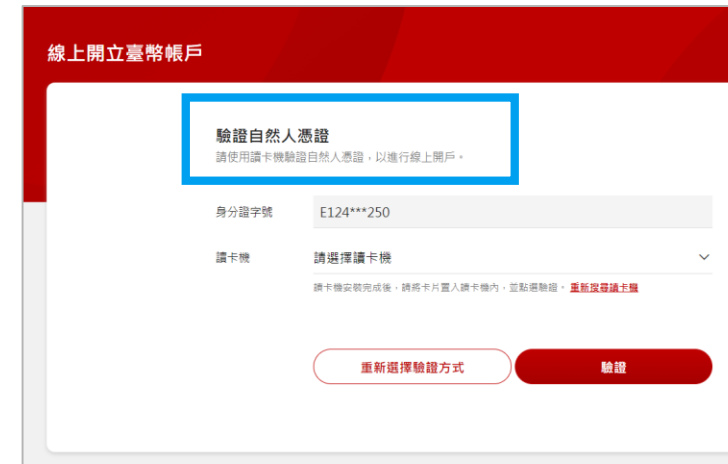 線上開立臺幣帳戶
驗證自然人憑證
請使用讀卡機驗證自然人憑證，以進行線上開戶。
身分證字號 E124***250
讀卡機 請選擇讀卡機
讀卡機安裝完成後，請將卡片置入讀卡機內，並點選驗證。 重新搜尋讀卡機
重新選擇驗證方式 驗證